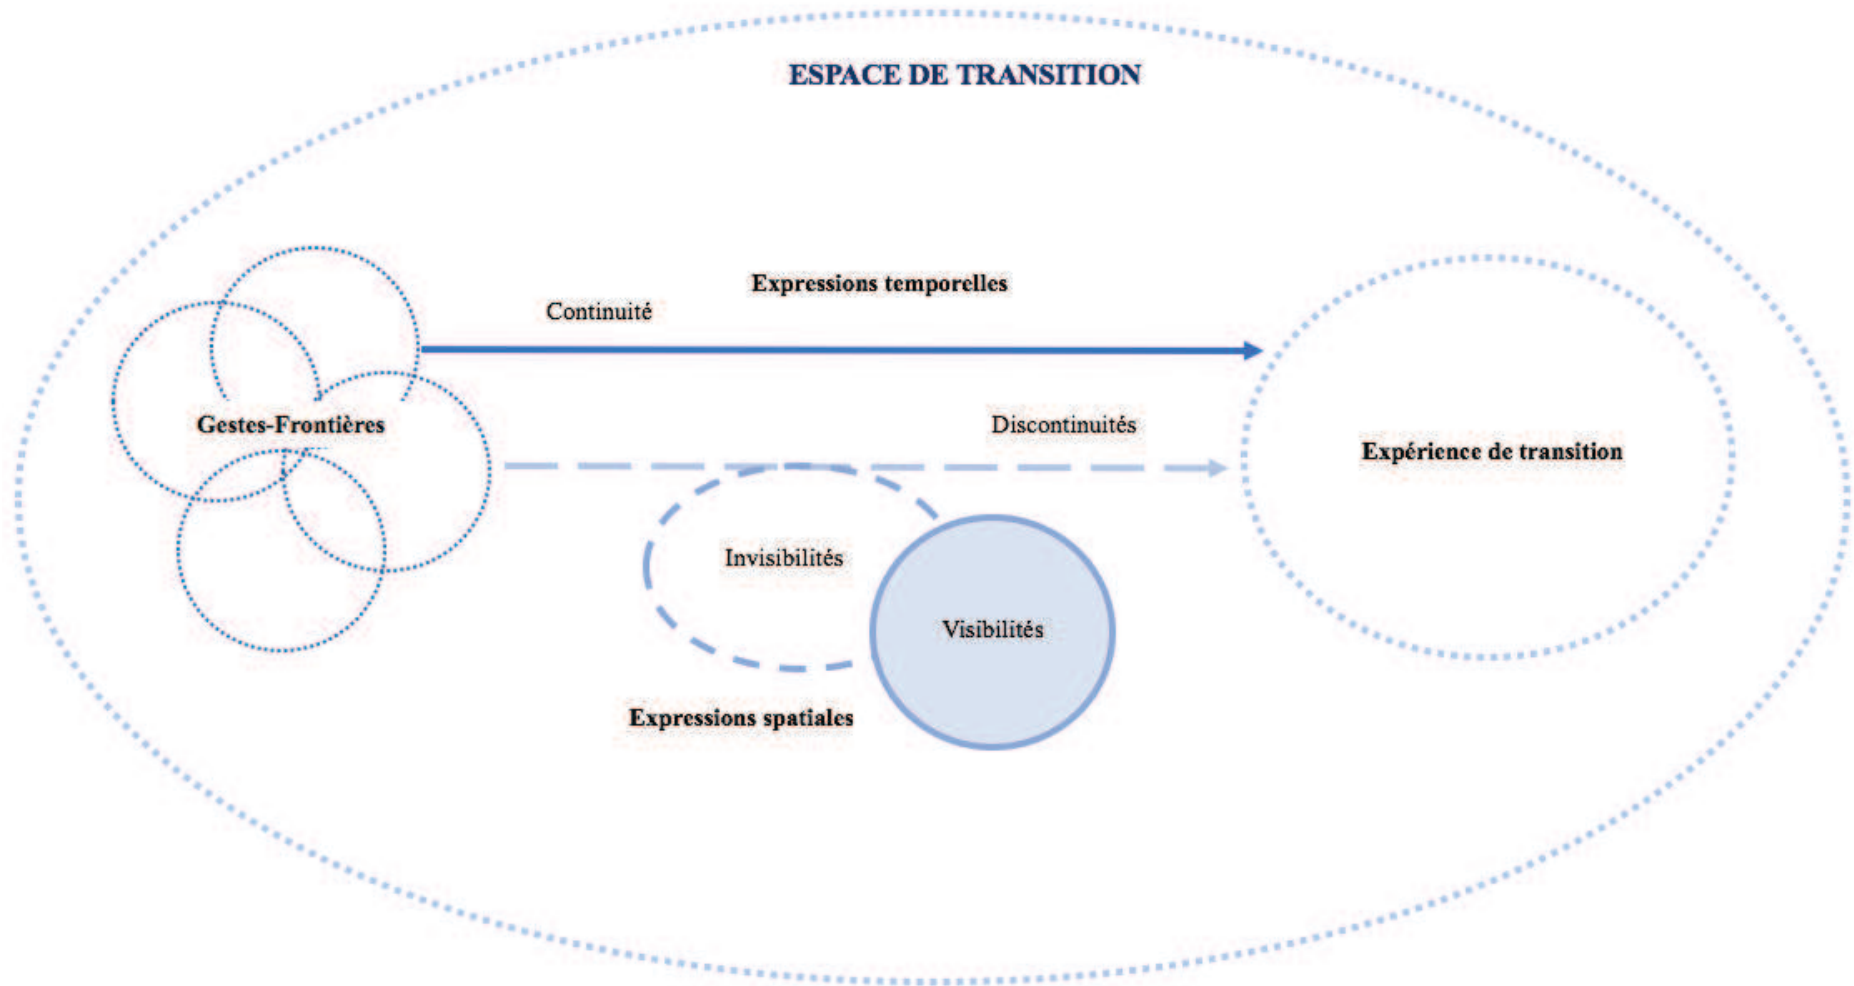 ESPACE DE TRANSITION
Expressions temporelles
Continuité
Gestes-Frontières
Discontinuités
Expérience de transition
Invisibilités
Visibilités
Expressions spatiales